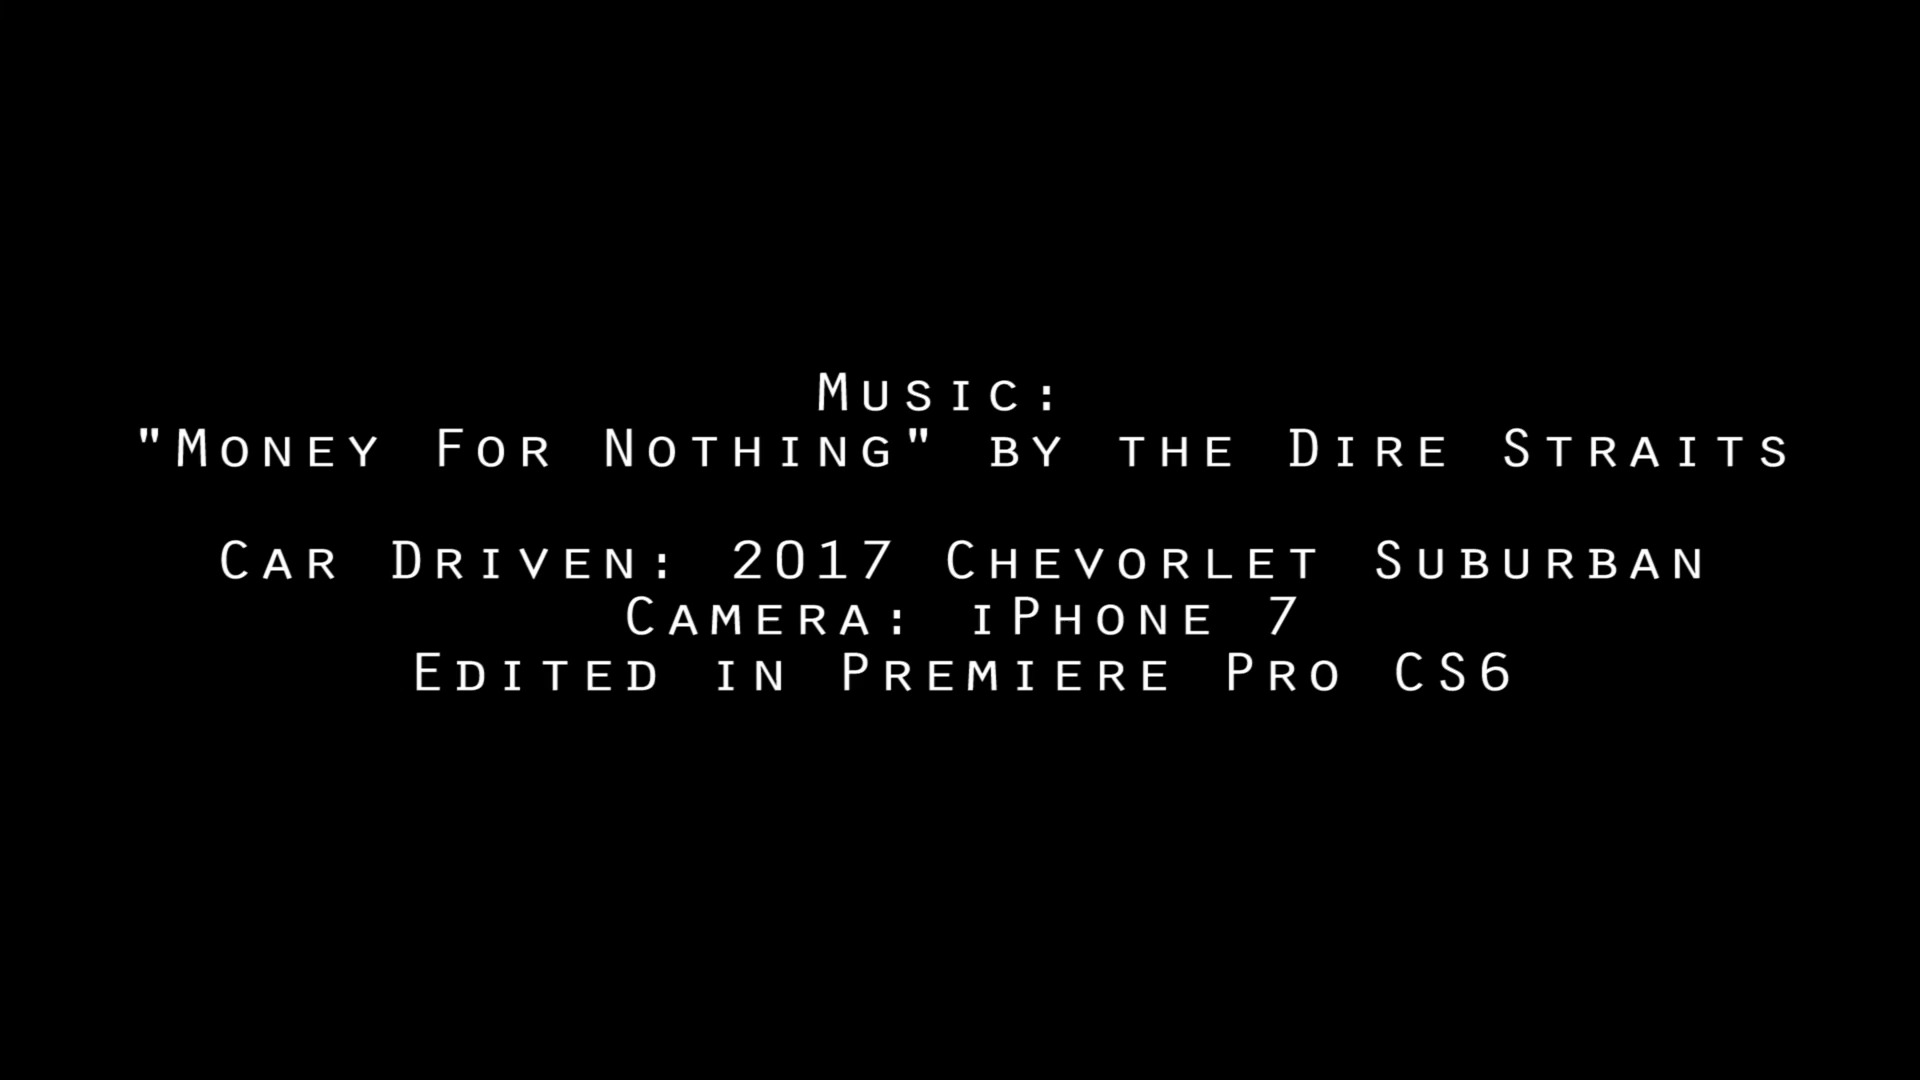 Music:
"Money For Nothing" by the Dire Straits
Car Driven: 2017 Chevorlet Suburban
Camera: iPhone 7
Edited in Premiere Pro CS6